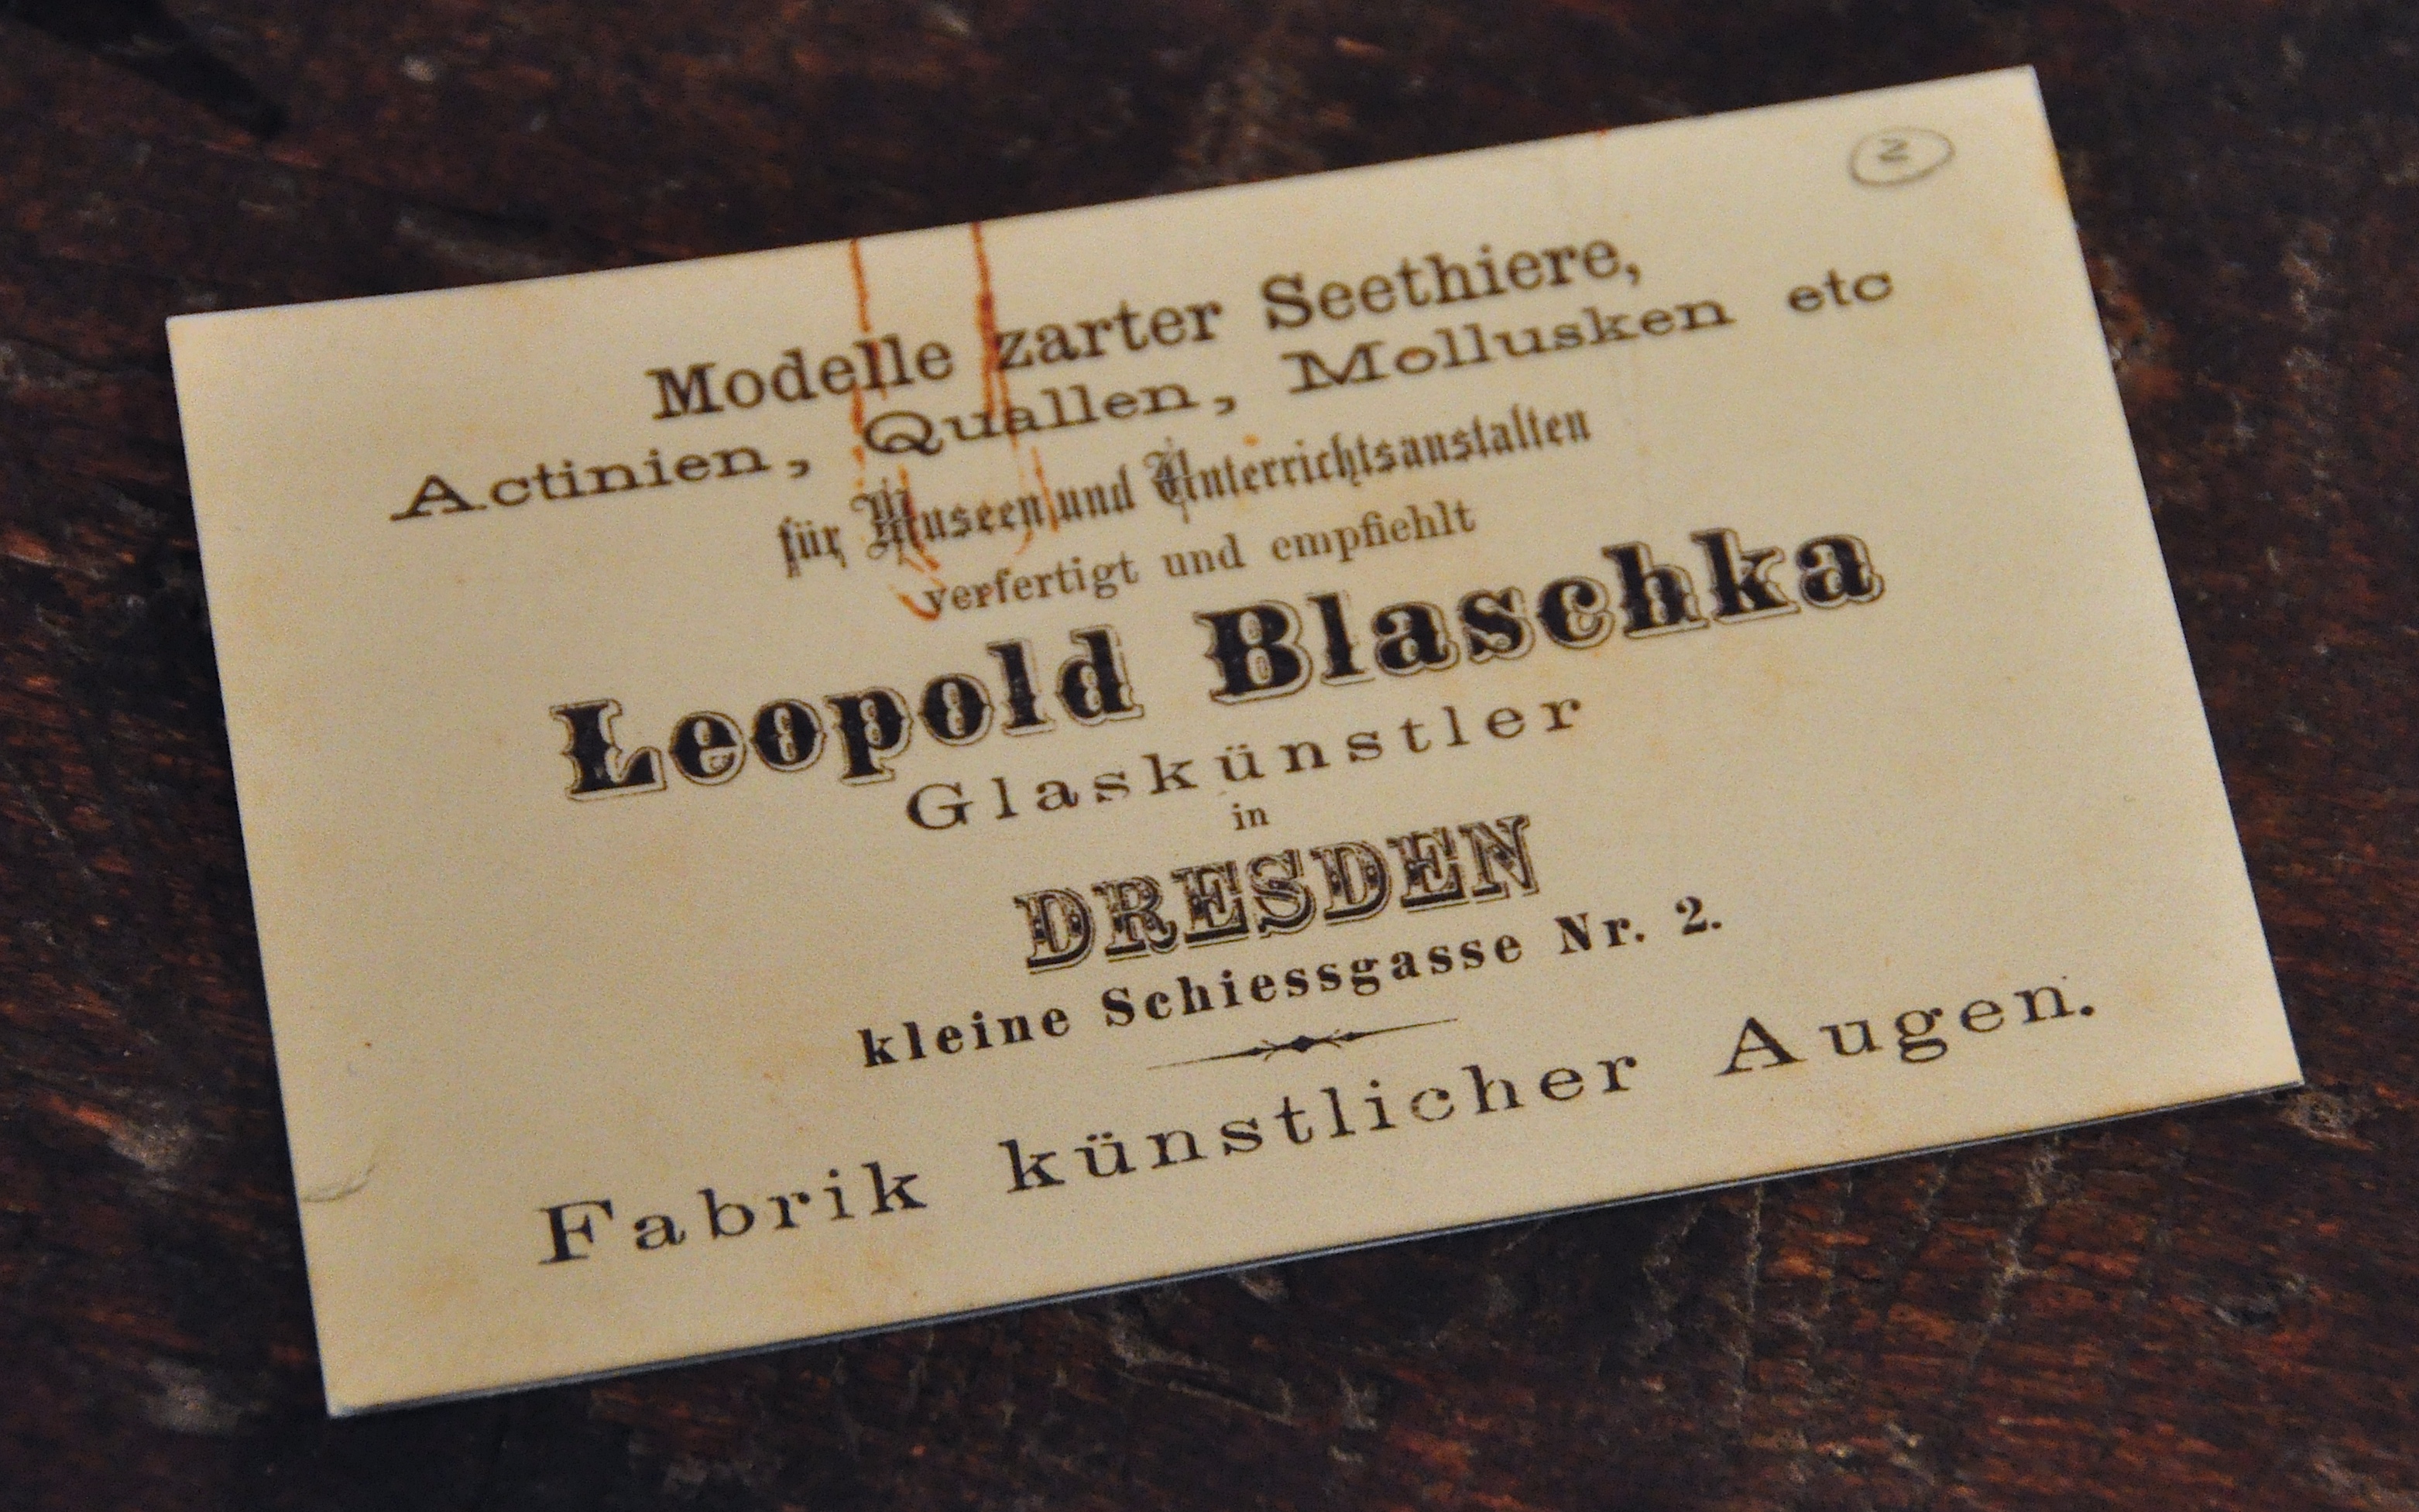 2
Modelle zarter Seethiere,
Actinien, Quallen, Mollusken etc
für Museen und Unterrichtsanstalten
verfertigt und empfiehlt
Leopold Blaschka
Glaskünstler
in
DRESDEN
kleine Schiessgasse Nr. 2.
Fabrik künstlicher Augen.